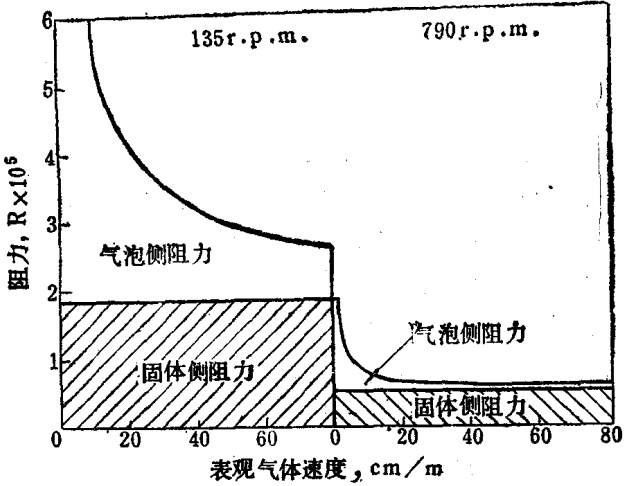 6
5
4
3
2
1
阻力, R×10⁵
135r.p.m.
790r.p.m.
气泡侧阻力
固体侧阻力
气泡侧阻力
固体侧阻力
0 20 40 60 0 20 40 60 80
表观气体速度, cm/m